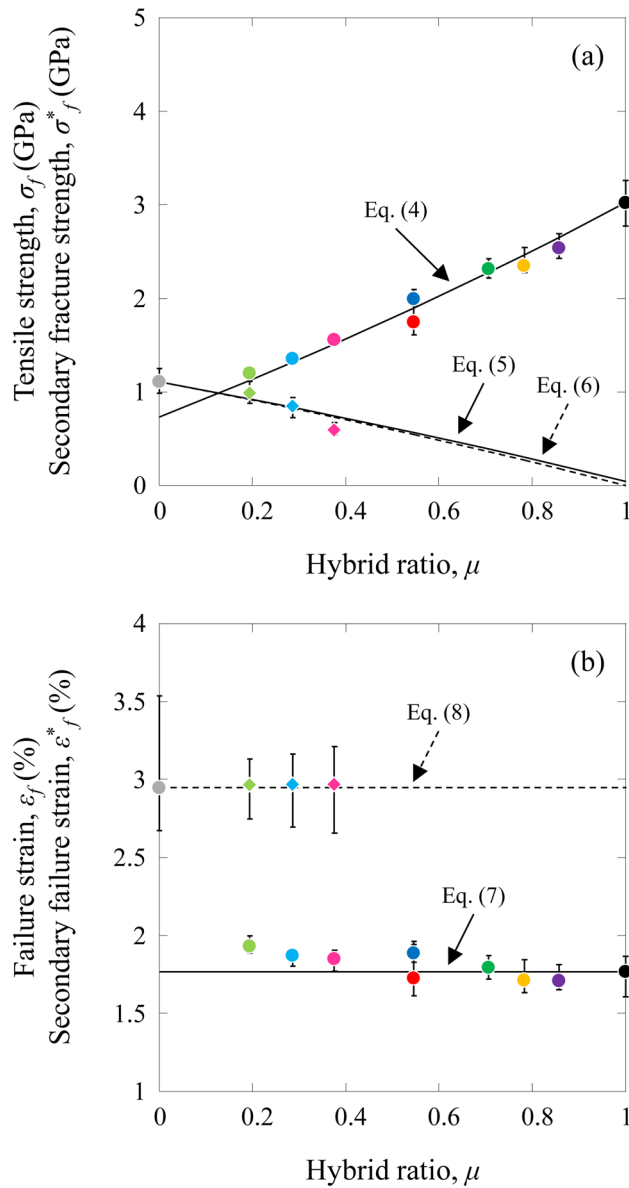 (a)
Tensile strength, σf (GPa)
Secondary fracture strength, σ*f (GPa)
5
4
3
2
1
0
Eq. (4)
Eq. (5)
Eq. (6)
0 0.2 0.4 0.6 0.8 1
Hybrid ratio, μ
(b)
Failure strain, εf (%)
Secondary failure strain, ε*f (%)
4
3.5
3
2.5
2
1.5
1
Eq. (8)
Eq. (7)
0 0.2 0.4 0.6 0.8 1
Hybrid ratio, μ